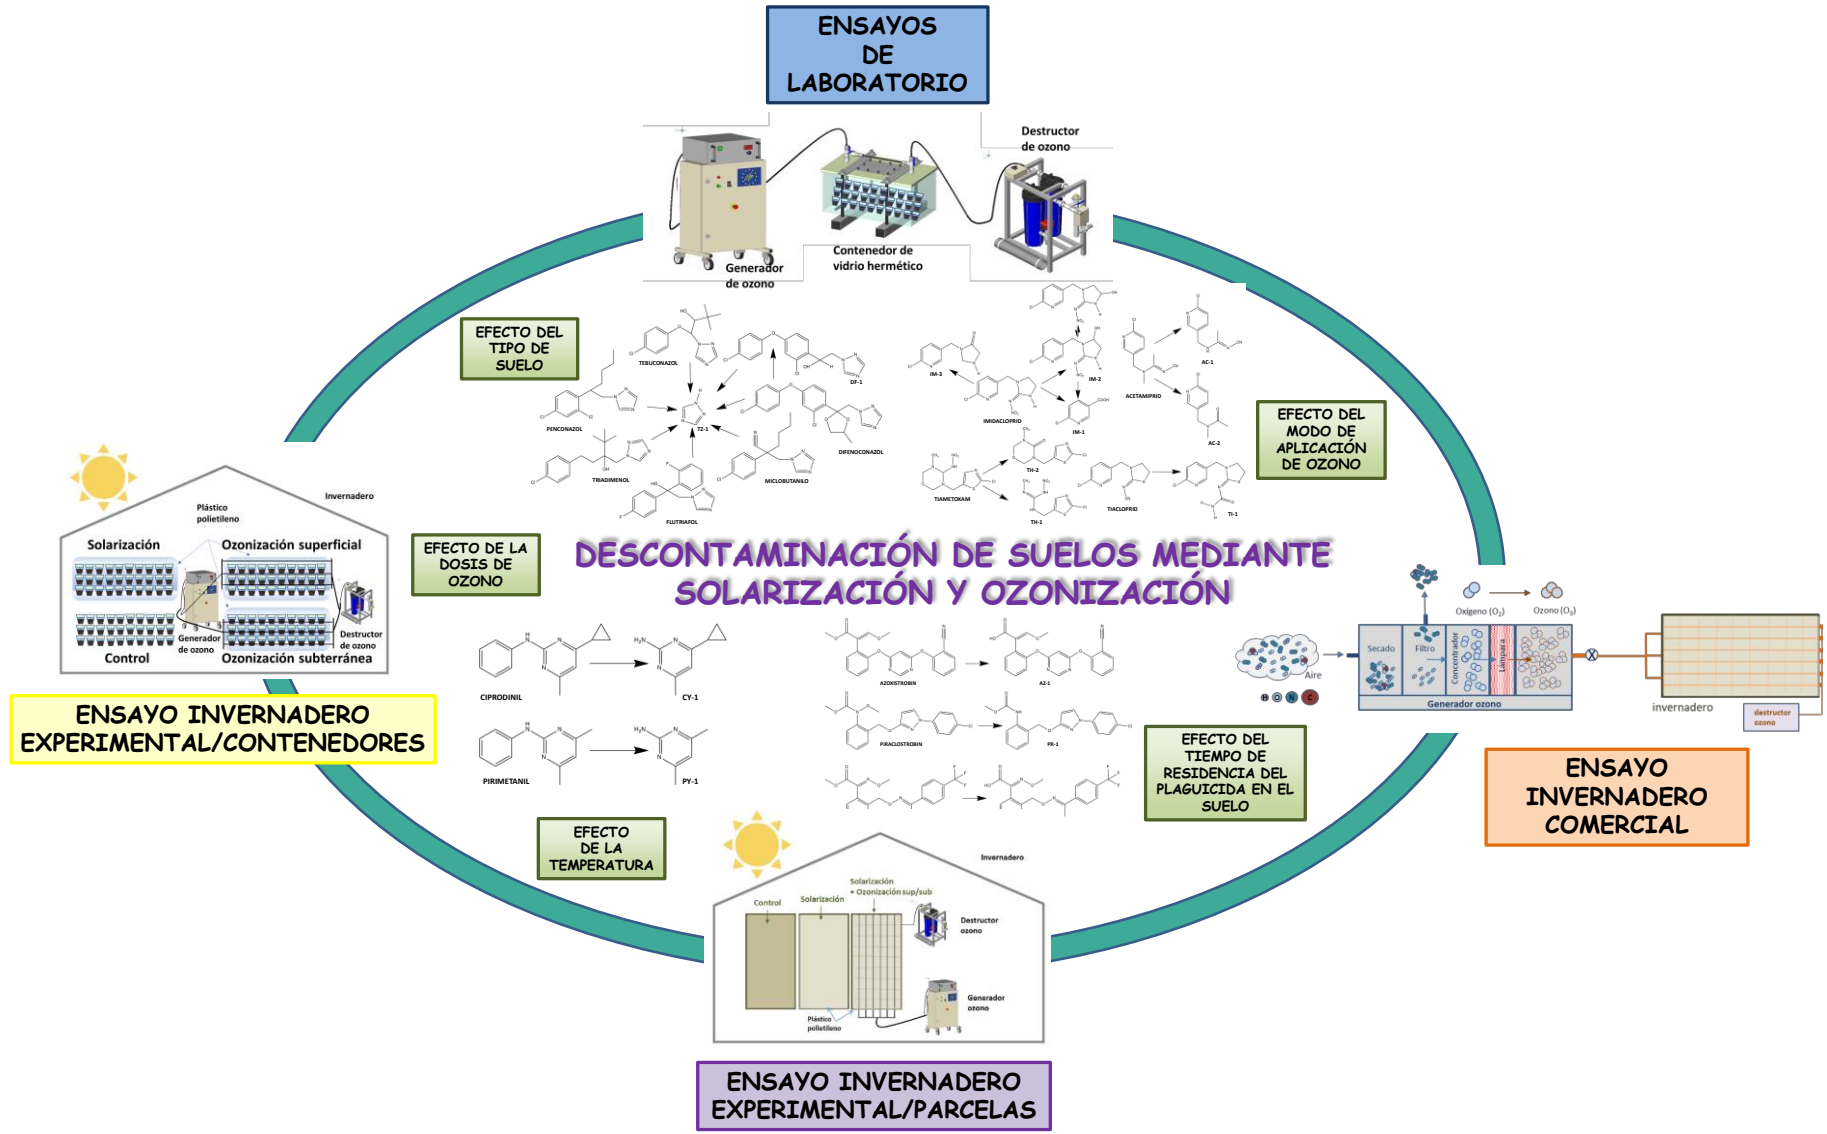 ENSAYOS
DE
LABORATORIO
Destructor
de ozono
Generador
de ozono
Contenedor de
vidrio hermético
EFECTO DEL
TIPO DE
SUELO
TEBUCONAZOL
DF-1
PENCONAZOL
TZ-1
DIFENOCONAZOL
TRIADIMENOL
MICLOBUTANILO
FLUTRIAFOL
IM-3
IM-2
IMIDACLOPRID
IM-1
AC-1
ACETAMIPRID
AC-2
TIAMETOXAM
TH-2
TH-1
TIACLOPRID
TI-1
EFECTO DEL
MODO DE
APLICACIÓN
DE OZONO
Invernadero
Plástico
polietileno
Solarización
Ozonización superficial
Generador
de ozono
Destructor
de ozono
Control
Ozonización subterránea
ENSAYO INVERNADERO
EXPERIMENTAL/CONTENEDORES
EFECTO DE LA
DOSIS DE
OZONO
DESCONTAMINACIÓN DE SUELOS MEDIANTE
SOLARIZACIÓN Y OZONIZACIÓN
CIPRODINIL
CY-1
PIRIMETANIL
PY-1
AZOXISTROBIN
AZ-1
PIRACLOSTROBIN
PR-1
EFECTO DEL
TIEMPO DE
RESIDENCIA DEL
PLAGUICIDA EN EL
SUELO
EFECTO
DE LA
TEMPERATURA
Oxígeno (O2)
Ozono (O3)
Aire
H O N C
Secado
Filtro
Concentrador
Lámpara
Generador ozono
invernadero
destructor
ozono
ENSAYO
INVERNADERO
COMERCIAL
Invernadero
Control
Solarización
Solarización
+ Ozonización sup/sub
Destructor
ozono
Generador
ozono
Plástico
polietileno
ENSAYO INVERNADERO
EXPERIMENTAL/PARCELAS